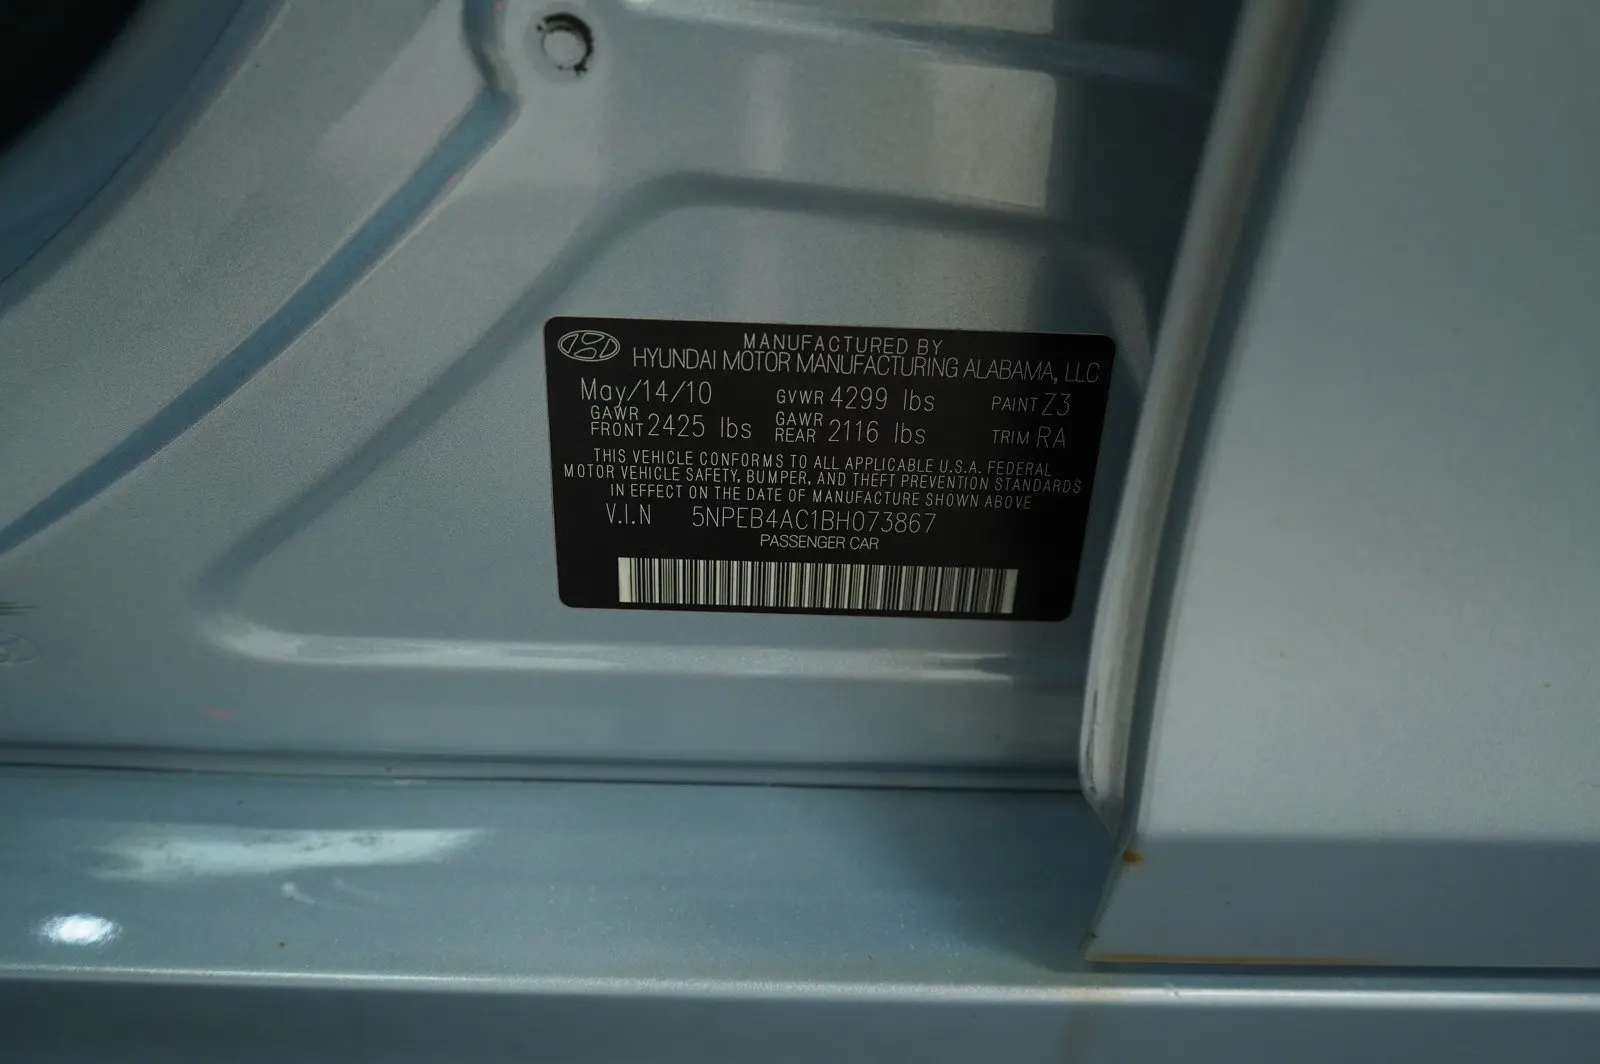 MANUFACTURED BY
HYUNDAI MOTOR MANUFACTURING ALABAMA, LLC
May/14/10 GVWR 4299 lbs PAINT Z3
GAWR FRONT 2425 lbs GAWR REAR 2116 lbs TRIM RA
THIS VEHICLE CONFORMS TO ALL APPLICABLE U.S.A. FEDERAL
MOTOR VEHICLE SAFETY, BUMPER, AND THEFT PREVENTION STANDARDS
IN EFFECT ON THE DATE OF MANUFACTURE SHOWN ABOVE
V.I.N 5NPEB4AC1BH073867
PASSENGER CAR